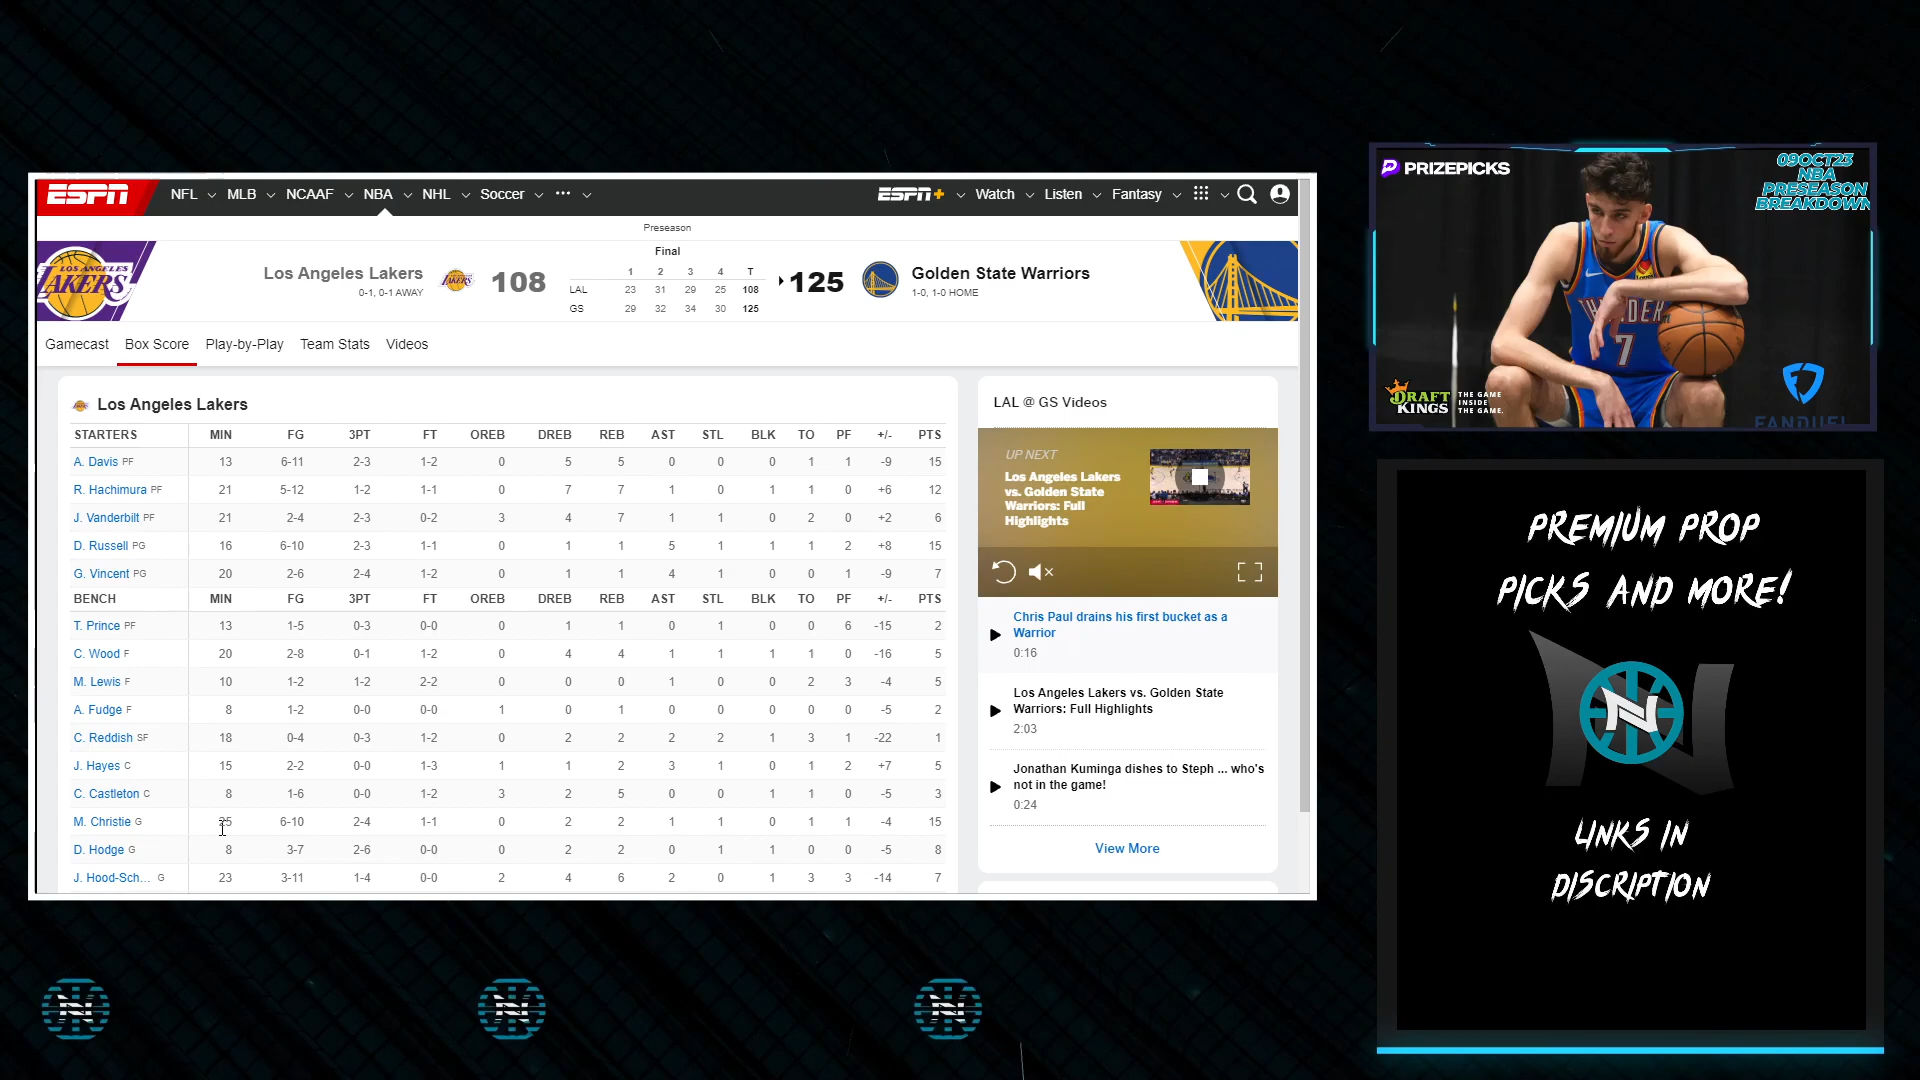 ESPN NFL MLB NCAAF NBA NHL Soccer ESPN+ Watch Listen Fantasy
Preseason
Final
Los Angeles Lakers
0-1, 0-1 AWAY
LOS ANGELES
LAKERS
LAKERS
108
1 2 3 4 T
LAL 23 31 29 25 108
GS 29 32 34 30 125
125
Golden State Warriors
1-0, 1-0 HOME
Gamecast Box Score Play-by-Play Team Stats Videos
Los Angeles Lakers
STARTERS MIN FG 3PT FT OREB DREB REB AST STL BLK TO PF +/- PTS
A. Davis PF 13 6-11 2-3 1-2 0 5 5 0 0 0 1 1 -9 15
R. Hachimura PF 21 5-12 1-2 1-1 0 7 7 1 0 1 1 0 +6 12
J. Vanderbilt PF 21 2-4 2-3 0-2 3 4 7 1 1 0 2 0 +2 6
D. Russell PG 16 6-10 2-3 1-1 0 1 1 5 1 1 1 2 +8 15
G. Vincent PG 20 2-6 2-4 1-2 0 1 1 4 1 0 0 1 -9 7
BENCH MIN FG 3PT FT OREB DREB REB AST STL BLK TO PF +/- PTS
T. Prince PF 13 1-5 0-3 0-0 0 1 1 0 1 0 0 6 -15 2
C. Wood F 20 2-8 0-1 1-2 0 4 4 1 1 1 1 0 -16 5
M. Lewis F 10 1-2 1-2 2-2 0 0 0 1 0 0 2 3 -4 5
A. Fudge F 8 1-2 0-0 0-0 1 0 1 0 0 0 0 0 -5 2
C. Reddish SF 18 0-4 0-3 1-2 0 2 2 2 2 1 3 1 -22 1
J. Hayes C 15 2-2 0-0 1-3 1 1 2 3 1 0 1 2 +7 5
C. Castleton C 8 1-6 0-0 1-2 3 2 5 0 0 1 1 0 -5 3
M. Christie G 25 6-10 2-4 1-1 0 2 2 1 1 0 1 1 -4 15
D. Hodge G 8 3-7 2-6 0-0 0 2 2 0 1 1 0 0 -5 8
J. Hood-Sch... G 23 3-11 1-4 0-0 2 4 6 2 0 1 3 3 -14 7
LAL @ GS Videos
UP NEXT
Los Angeles Lakers
vs. Golden State
Warriors: Full
Highlights
Chris Paul drains his first bucket as a
Warrior
0:16
Los Angeles Lakers vs. Golden State
Warriors: Full Highlights
2:03
Jonathan Kuminga dishes to Steph ... who's
not in the game!
0:24
View More
PRIZEPICKS
09OCT23
NBA
PRESEASON
BREAKDOWN
7
DRAFT
KINGS
THE GAME
INSIDE
THE GAME.
FANDUEL
PREMIUM PROP
PICKS AND MORE!
N
LINKS IN
DISCRIPTION
N
N
N